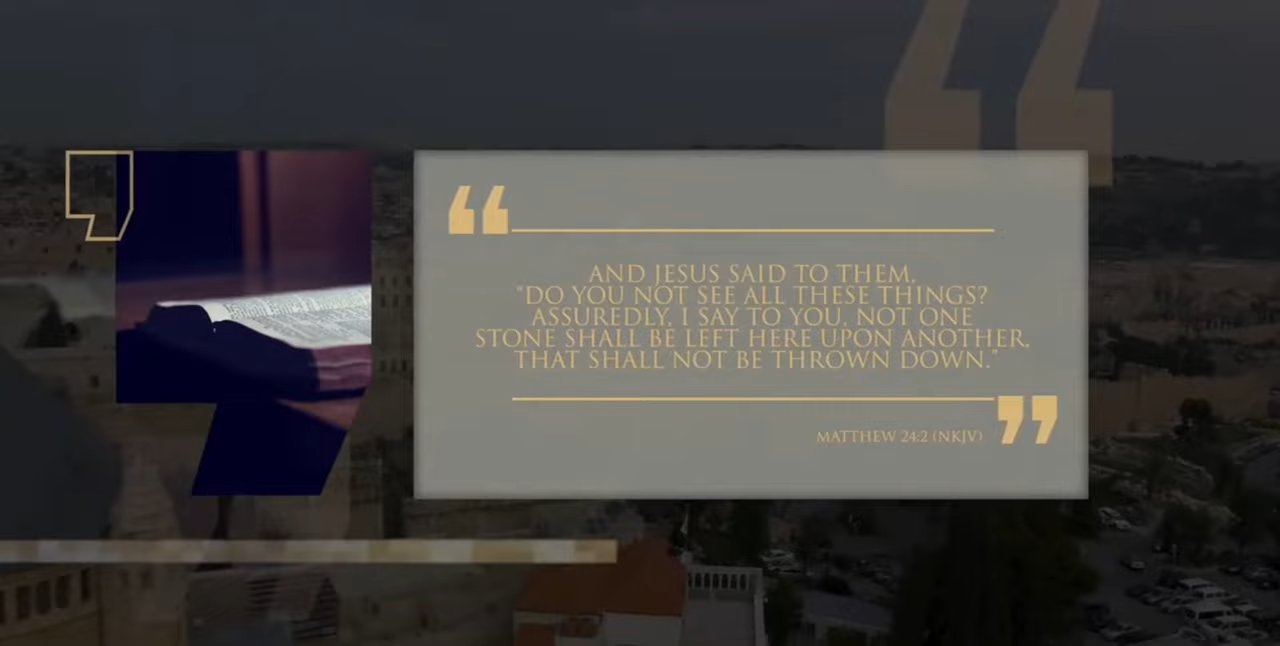 AND JESUS SAID TO THEM,
"DO YOU NOT SEE ALL THESE THINGS?
ASSUREDLY, I SAY TO YOU, NOT ONE
STONE SHALL BE LEFT HERE UPON ANOTHER,
THAT SHALL NOT BE THROWN DOWN."
MATTHEW 24:2 (NKJV)